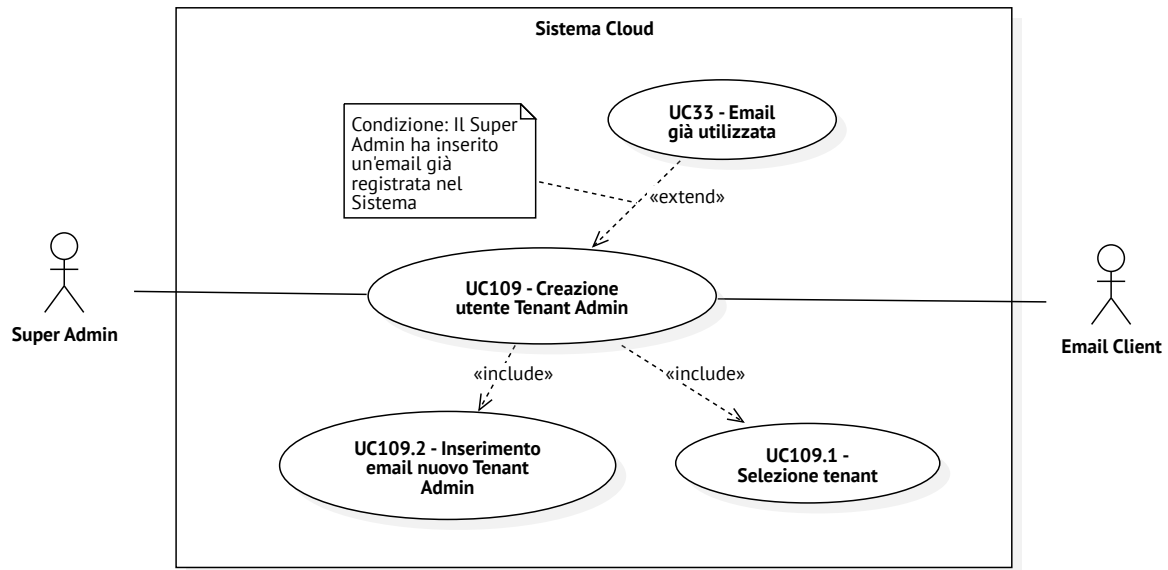 Sistema Cloud
UC33 - Email
già utilizzata
Condizione: Il Super
Admin ha inserito
un'email già
registrata nel
Sistema
«extend»
Super Admin
UC109 - Creazione
utente Tenant Admin
Email Client
«include»
«include»
UC109.2 - Inserimento
email nuovo Tenant
Admin
UC109.1 -
Selezione tenant